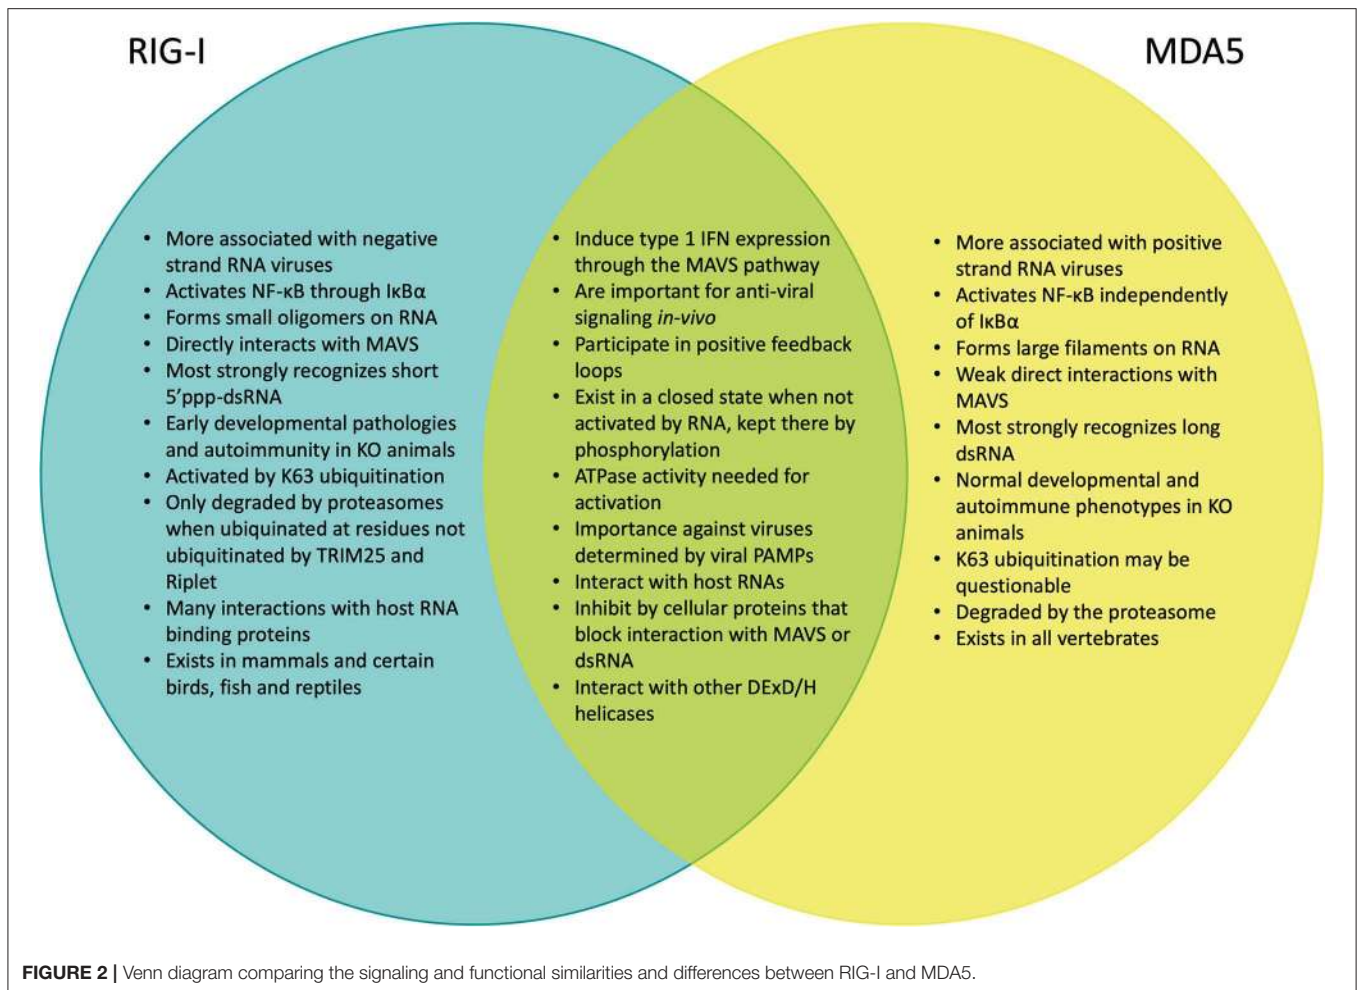 RIG-I
MDA5
• More associated with negative
strand RNA viruses
• Activates NF-κB through IκBα
• Forms small oligomers on RNA
• Directly interacts with MAVS
• Most strongly recognizes short
5’ppp-dsRNA
• Early developmental pathologies
and autoimmunity in KO animals
• Activated by K63 ubiquitination
• Only degraded by proteasomes
when ubiquinated at residues not
ubiquitinated by TRIM25 and
Riplet
• Many interactions with host RNA
binding proteins
• Exists in mammals and certain
birds, fish and reptiles
• Induce type 1 IFN expression
through the MAVS pathway
• Are important for anti-viral
signaling in-vivo
• Participate in positive feedback
loops
• Exist in a closed state when not
activated by RNA, kept there by
phosphorylation
• ATPase activity needed for
activation
• Importance against viruses
determined by viral PAMPs
• Interact with host RNAs
• Inhibit by cellular proteins that
block interaction with MAVS or
dsRNA
• Interact with other DExD/H
helicases
• More associated with positive
strand RNA viruses
• Activates NF-κB independently
of IκBα
• Forms large filaments on RNA
• Weak direct interactions with
MAVS
• Most strongly recognizes long
dsRNA
• Normal developmental and
autoimmune phenotypes in KO
animals
• K63 ubiquitination may be
questionable
• Degraded by the proteasome
• Exists in all vertebrates
FIGURE 2 | Venn diagram comparing the signaling and functional similarities and differences between RIG-I and MDA5.